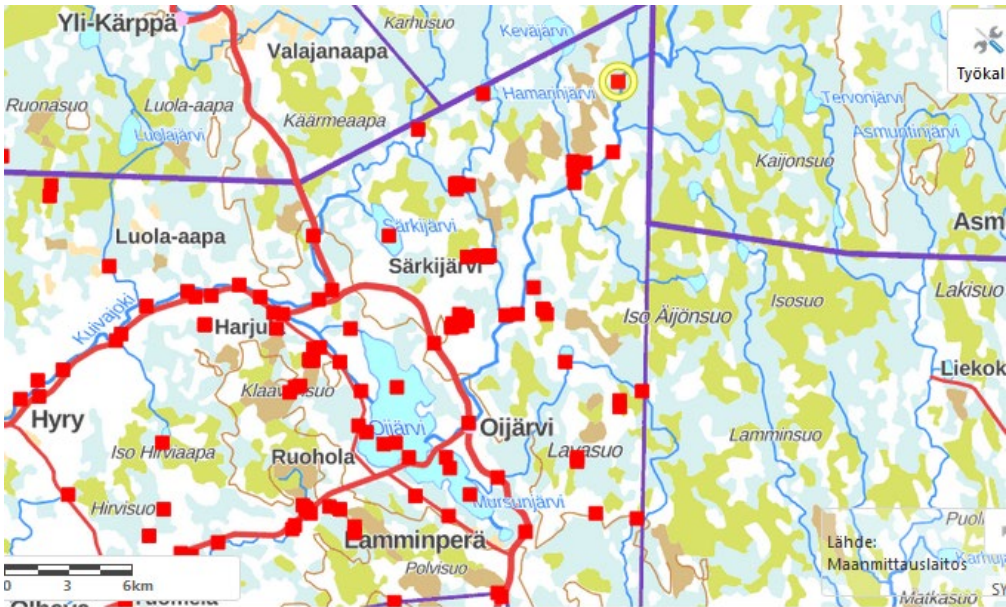 Yli-Kärppä
Karhusuo
Keväjärvi
Valajanaapa
Työkal
Hamarinjärvi
Ruonasuo
Luola-aapa
Käärmeaapa
Tervonjärvi
Luolajärvi
Asmuntinjärvi
Kaijonsuo
Luola-aapa
Särkijärvi
Asm
Särkijärvi
Kuivajoki
Isosuo
Lakisuo
Harju
Iso Äijönsuo
Liekok
Hyry
Oijärvi
Oijärvi
Lamminsuo
Iso Hirviaapa
Ruohola
Lavasuo
Hirvisuo
Mursunjärvi
Puoli
Lamminperä
Lähde:
Maanmittauslaitos
Polvisuo
0 3 6km
Matkasuo